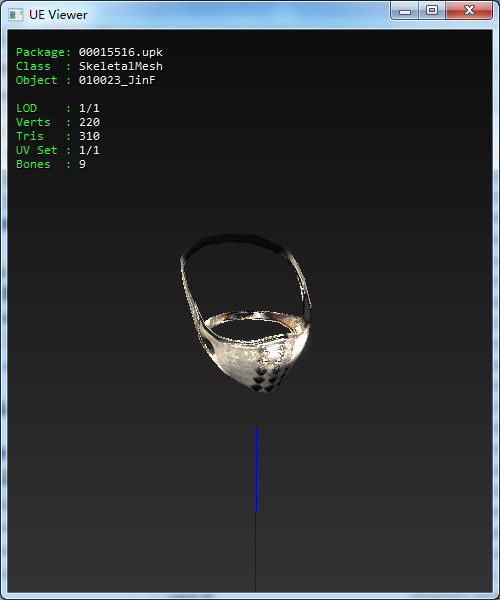 UE Viewer
Package: 00015516.upk
Class  : SkeletalMesh
Object : 010023_JinF
LOD    : 1/1
Verts  : 220
Tris   : 310
UV Set : 1/1
Bones  : 9